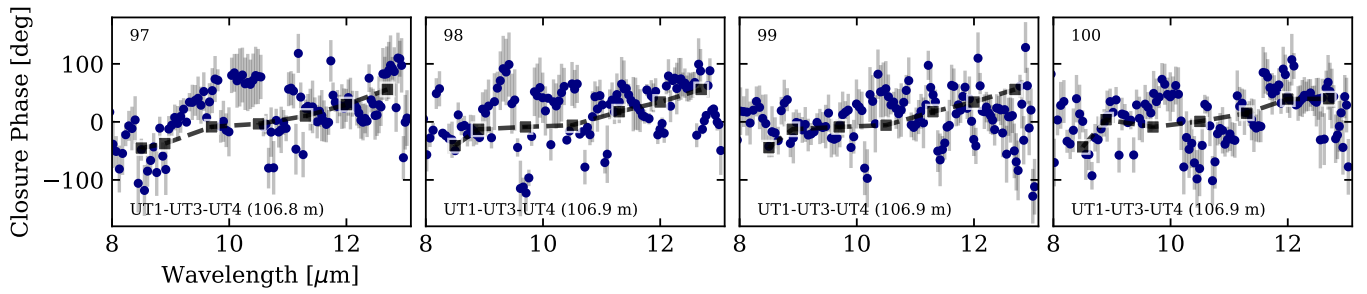 Closure Phase [deg]
100
0
−100
97
98
99
100
UT1-UT3-UT4 (106.8 m)
UT1-UT3-UT4 (106.9 m)
UT1-UT3-UT4 (106.9 m)
UT1-UT3-UT4 (106.9 m)
8 10 12
8 10 12
8 10 12
8 10 12
Wavelength [μm]